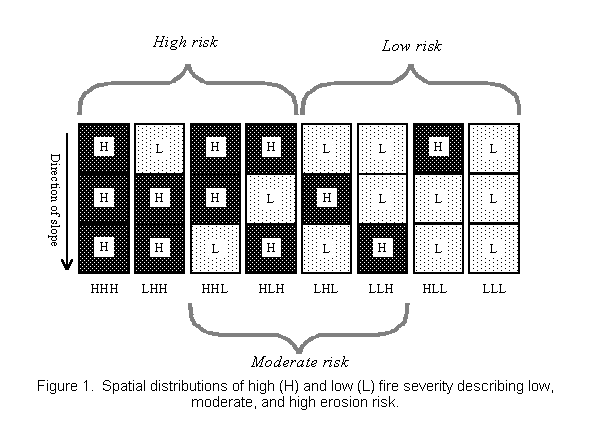 High risk
Low risk
Direction of slope
H L H H L L H L
H H H L H L L L
H H L H L H L L
HHH LHH HHL HLH LHL LLH HLL LLL
Moderate risk
Figure 1. Spatial distributions of high (H) and low (L) fire severity describing low,
moderate, and high erosion risk.